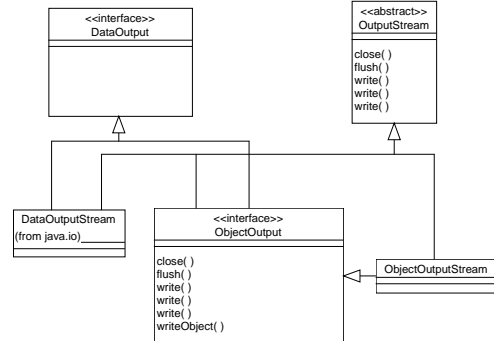 <<interface>>
DataOutput
<<abstract>>
OutputStream
close( )
flush( )
write( )
write( )
write( )
DataOutputStream
(from java.io)
<<interface>>
ObjectOutput
close( )
flush( )
write( )
write( )
write( )
writeObject( )
ObjectOutputStream